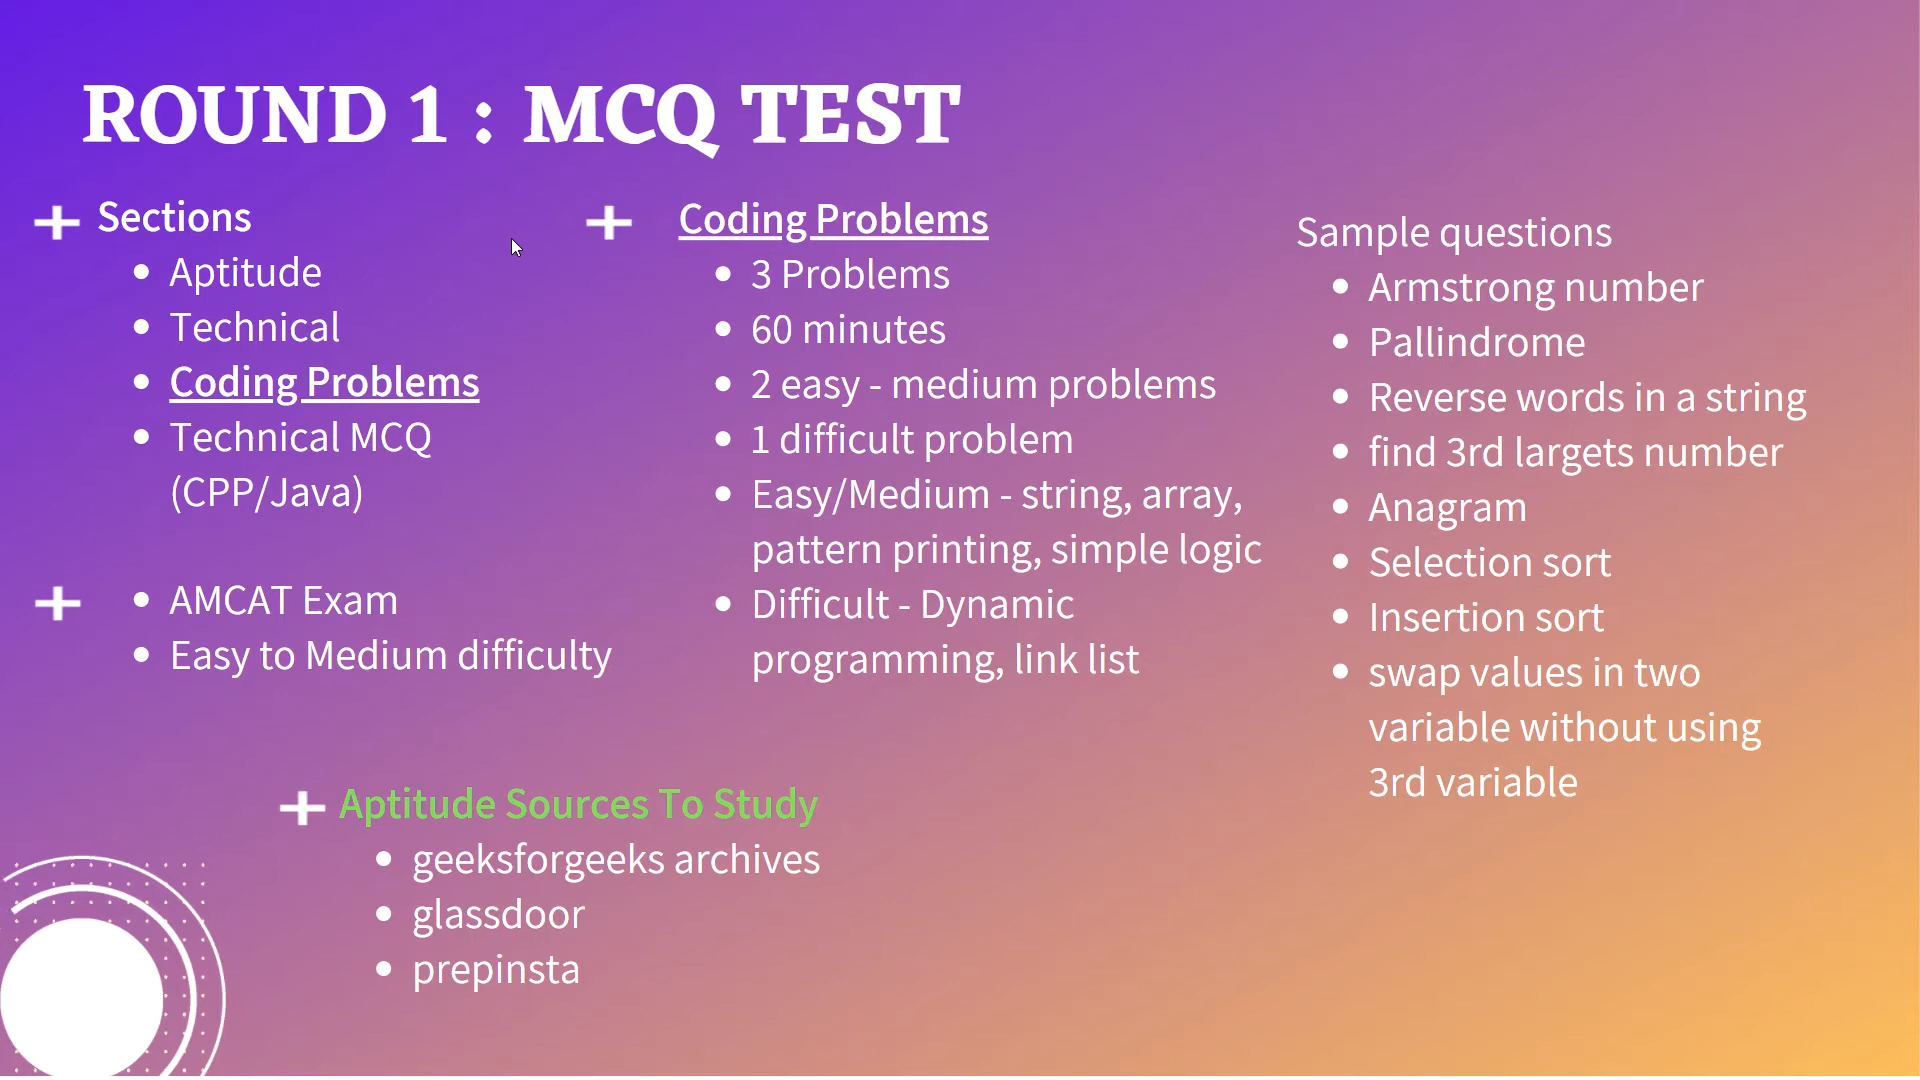 ROUND 1 : MCQ TEST
Sections
Aptitude
Technical
Coding Problems
Technical MCQ
(CPP/Java)
AMCAT Exam
Easy to Medium difficulty
Coding Problems
3 Problems
60 minutes
2 easy - medium problems
1 difficult problem
Easy/Medium - string, array,
pattern printing, simple logic
Difficult - Dynamic
programming, link list
Sample questions
Armstrong number
Pallindrome
Reverse words in a string
find 3rd largets number
Anagram
Selection sort
Insertion sort
swap values in two
variable without using
3rd variable
Aptitude Sources To Study
geeksforgeeks archives
glassdoor
prepinsta